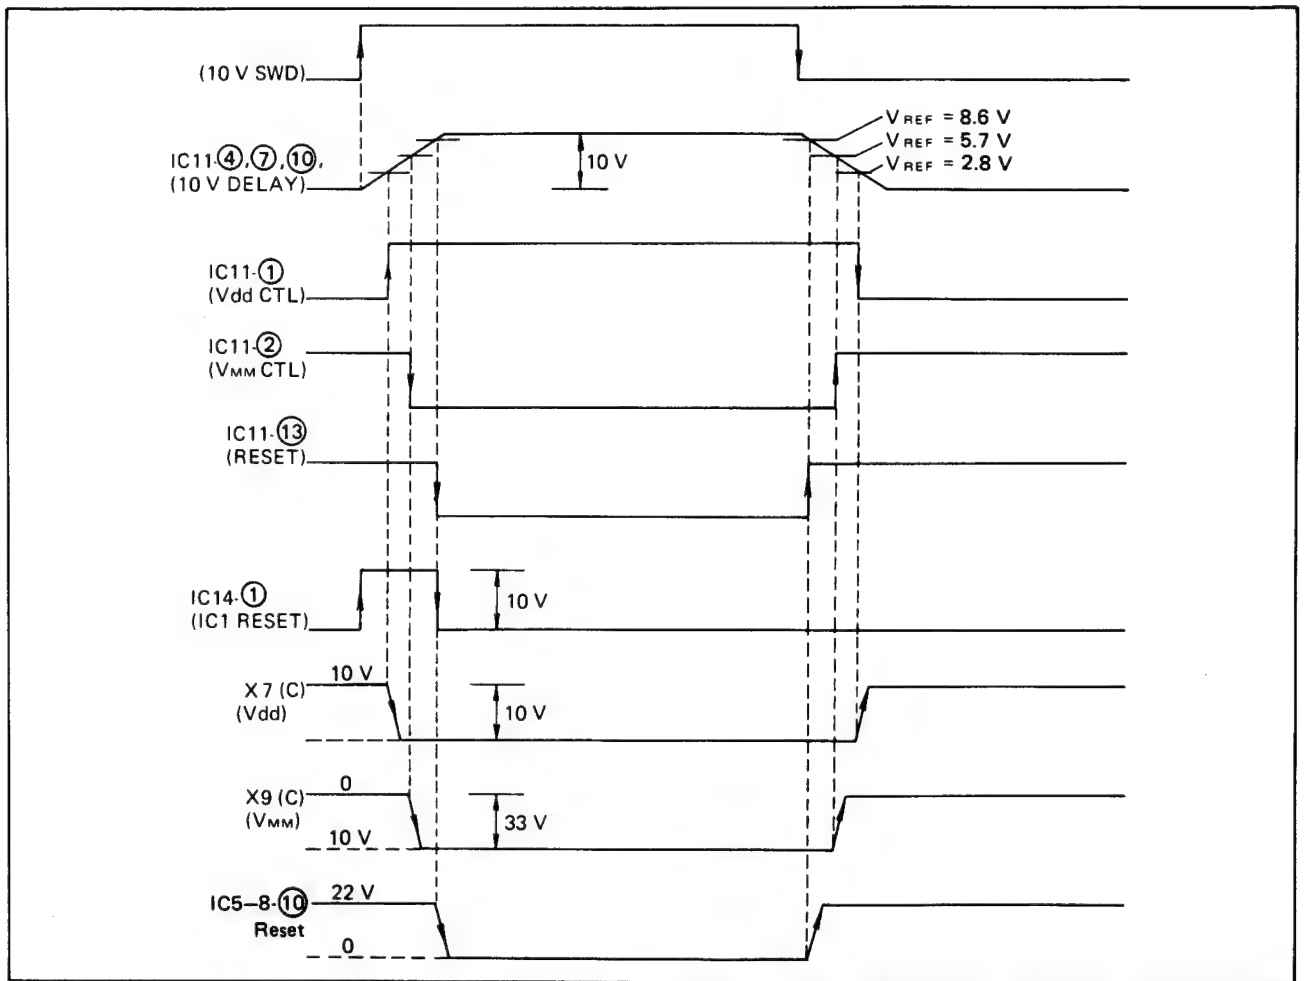 (10 V SWD)
VREF = 8.6 V
VREF = 5.7 V
VREF = 2.8 V
IC11-④,⑦,⑩,
(10 V DELAY)
10 V
IC11-①
(Vdd CTL)
IC11-②
(VMM CTL)
IC11-⑬
(RESET)
IC14-①
(IC1 RESET)
10 V
10 V
X7 (C)
(Vdd)
10 V
0
X9 (C)
(VMM)
33 V
10 V
IC5–8-⑩
Reset
22 V
0